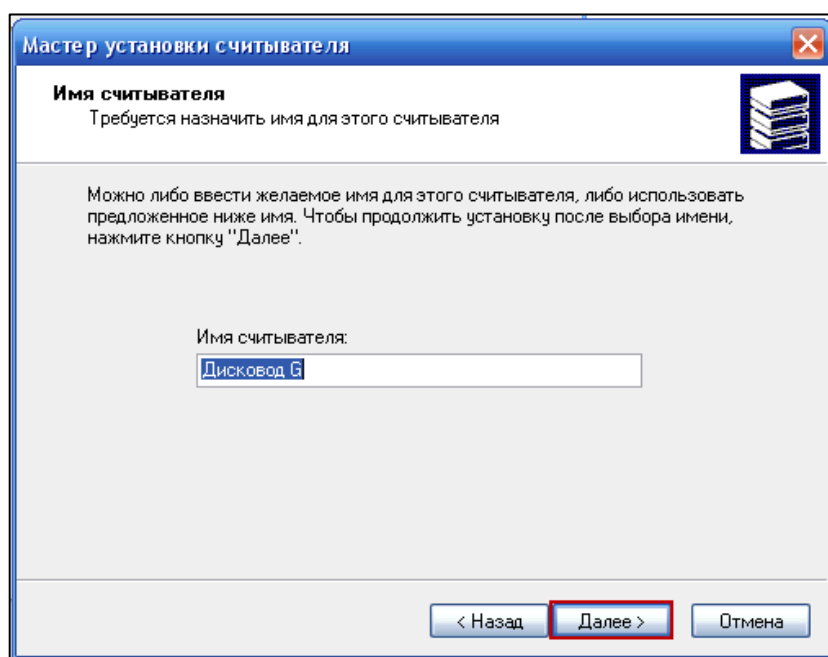 Мастер установки считывателя
Имя считывателя
Требуется назначить имя для этого считывателя
Можно либо ввести желаемое имя для этого считывателя, либо использовать
предложенное ниже имя. Чтобы продолжить установку после выбора имени,
нажмите кнопку "Далее".
Имя считывателя:
Дисковод G
< Назад Далее > Отмена